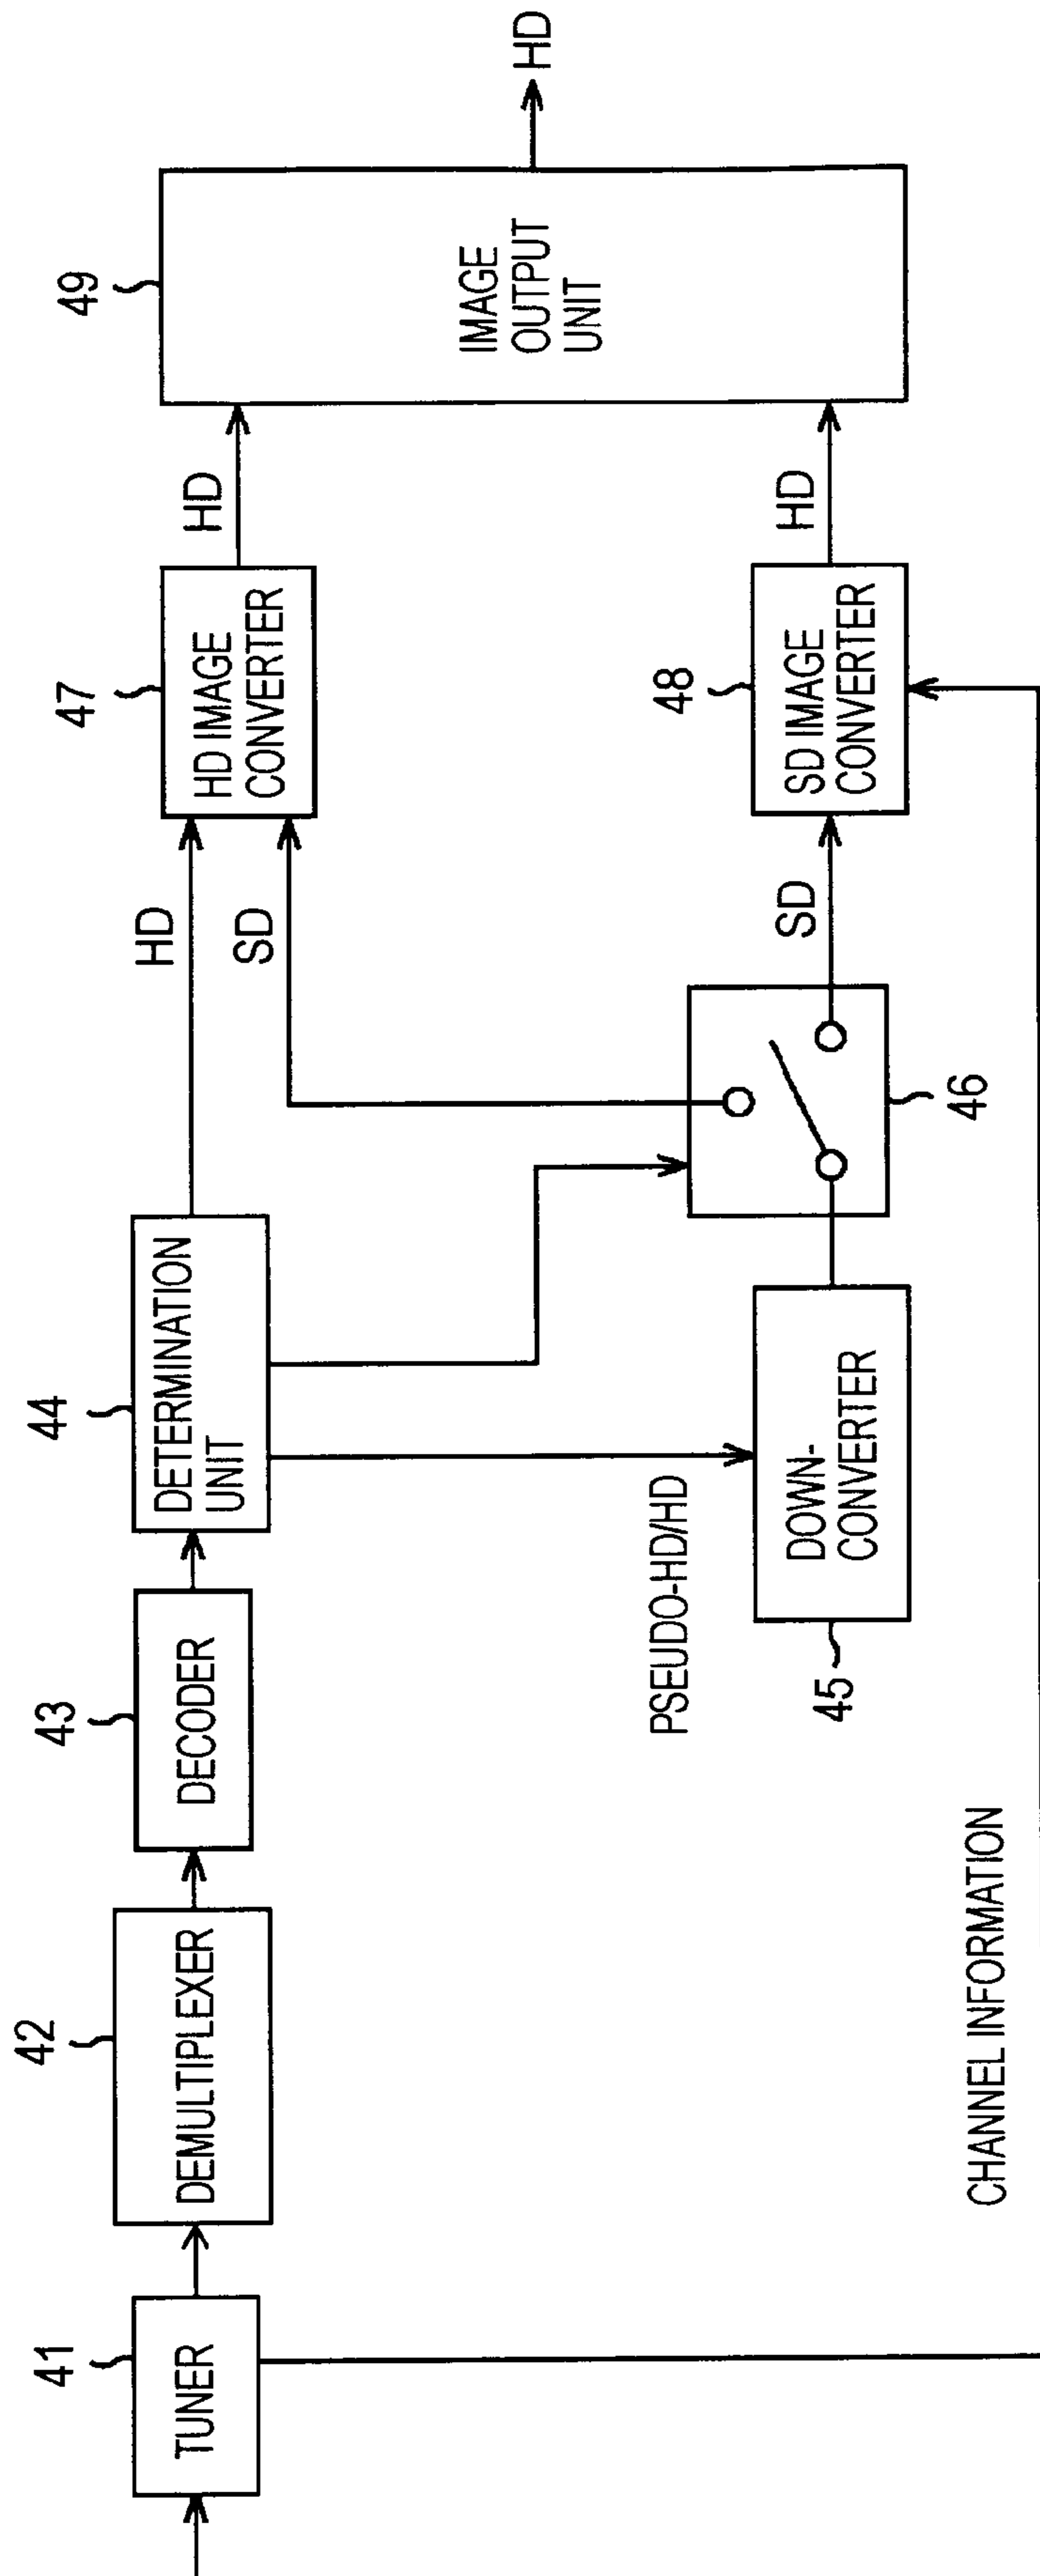 41
TUNER
42
DEMULTIPLEXER
43
DECODER
44
DETERMINATION
UNIT
HD
SD
47
HD IMAGE
CONVERTER
HD
49
IMAGE
OUTPUT
UNIT
HD
PSEUDO-HD/HD
45
DOWN-
CONVERTER
46
SD
48
SD IMAGE
CONVERTER
HD
CHANNEL INFORMATION